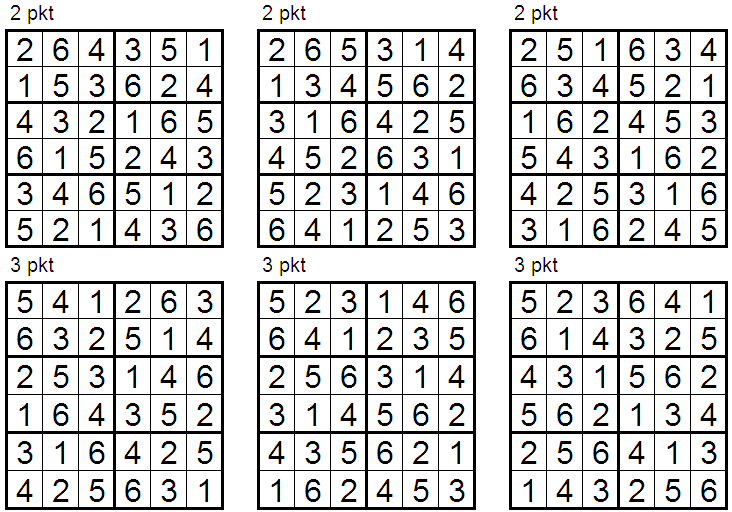 2 pkt 2 pkt 2 pkt
2 6 4 3 5 1 2 6 5 3 1 4 2 5 1 6 3 4
1 5 3 6 2 4 1 3 4 5 6 2 6 3 4 5 2 1
4 3 2 1 6 5 3 1 6 4 2 5 1 6 2 4 5 3
6 1 5 2 4 3 4 5 2 6 3 1 5 4 3 1 6 2
3 4 6 5 1 2 5 2 3 1 4 6 4 2 5 3 1 6
5 2 1 4 3 6 6 4 1 2 5 3 3 1 6 2 4 5
3 pkt 3 pkt 3 pkt
5 4 1 2 6 3 5 2 3 1 4 6 5 2 3 6 4 1
6 3 2 5 1 4 6 4 1 2 3 5 6 1 4 3 2 5
2 5 3 1 4 6 2 5 6 3 1 4 4 3 1 5 6 2
1 6 4 3 5 2 3 1 4 5 6 2 5 6 2 1 3 4
3 1 6 4 2 5 4 3 5 6 2 1 2 5 6 4 1 3
4 2 5 6 3 1 1 6 2 4 5 3 1 4 3 2 5 6